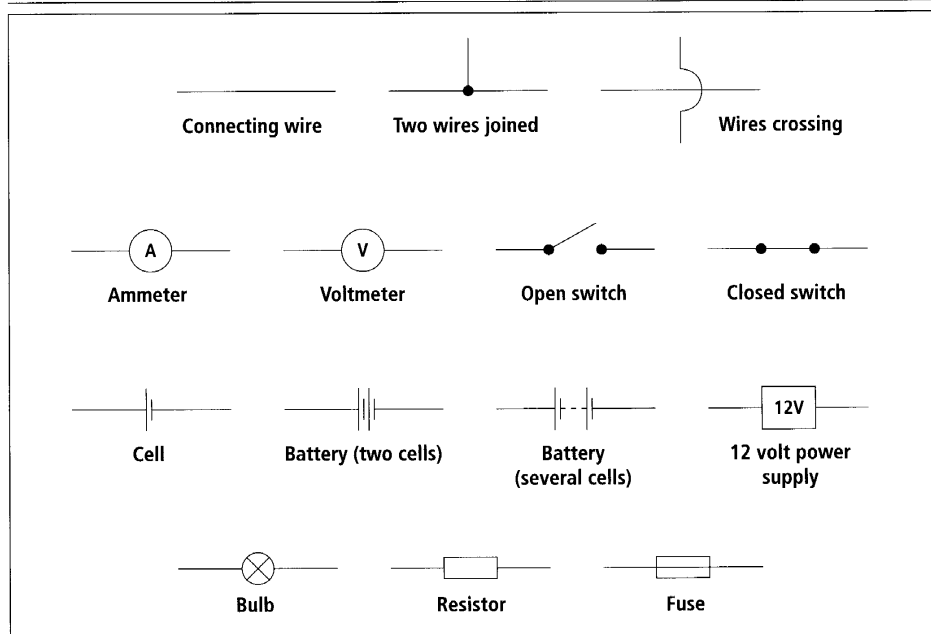 Connecting wire
Two wires joined
Wires crossing
A
V
Ammeter
Voltmeter
Open switch
Closed switch
12V
Cell
Battery (two cells)
Battery
(several cells)
12 volt power
supply
Bulb
Resistor
Fuse